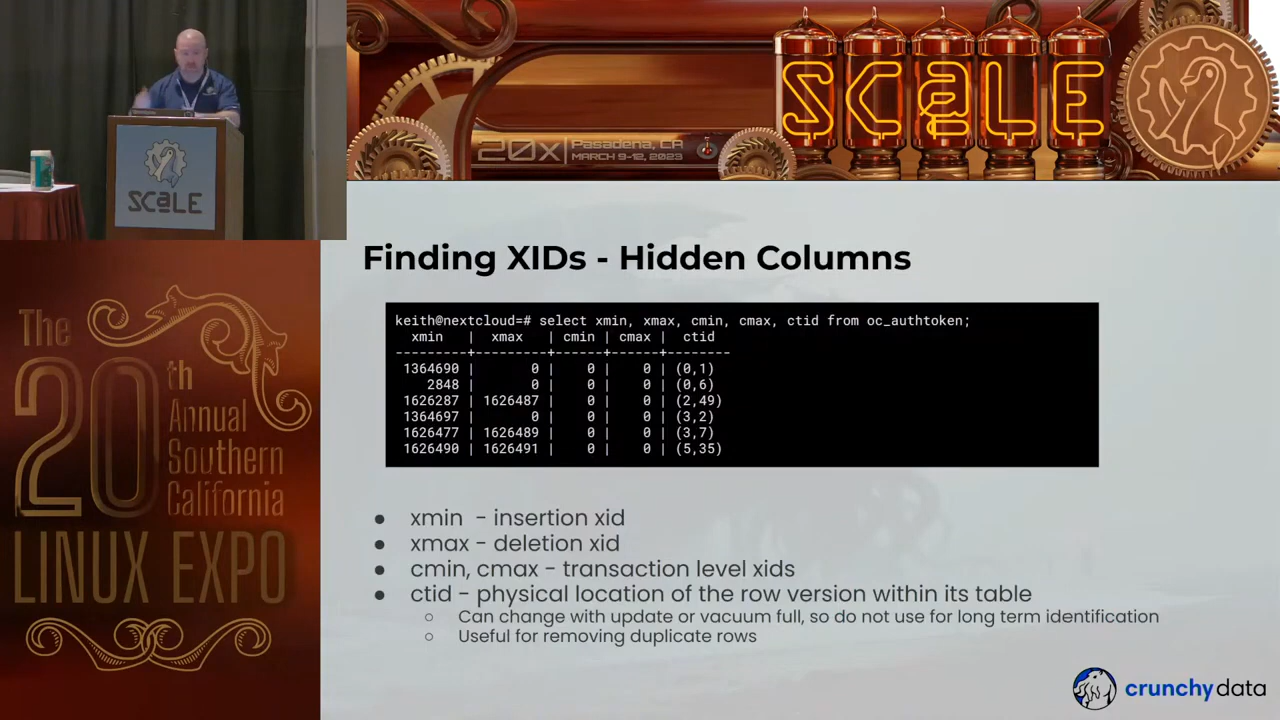 SCALE
20x
Pasadena, CA
MARCH 9-12, 2023
SCALE
The
20th
Annual
Southern
California
LINUX EXPO
Finding XIDs - Hidden Columns
keith@nextcloud=# select xmin, xmax, cmin, cmax, ctid from oc_authtoken;
xmin | xmax | cmin | cmax | ctid
---------+---------+------+------+--------
1364690 | 0 | 0 | 0 | (0,1)
2848 | 0 | 0 | 0 | (0,6)
1626287 | 1626487 | 0 | 0 | (2,49)
1364697 | 0 | 0 | 0 | (3,2)
1626477 | 1626489 | 0 | 0 | (3,7)
1626490 | 1626491 | 0 | 0 | (5,35)
● xmin - insertion xid
● xmax - deletion xid
● cmin, cmax - transaction level xids
● ctid - physical location of the row version within its table
○ Can change with update or vacuum full, so do not use for long term identification
○ Useful for removing duplicate rows
crunchydata